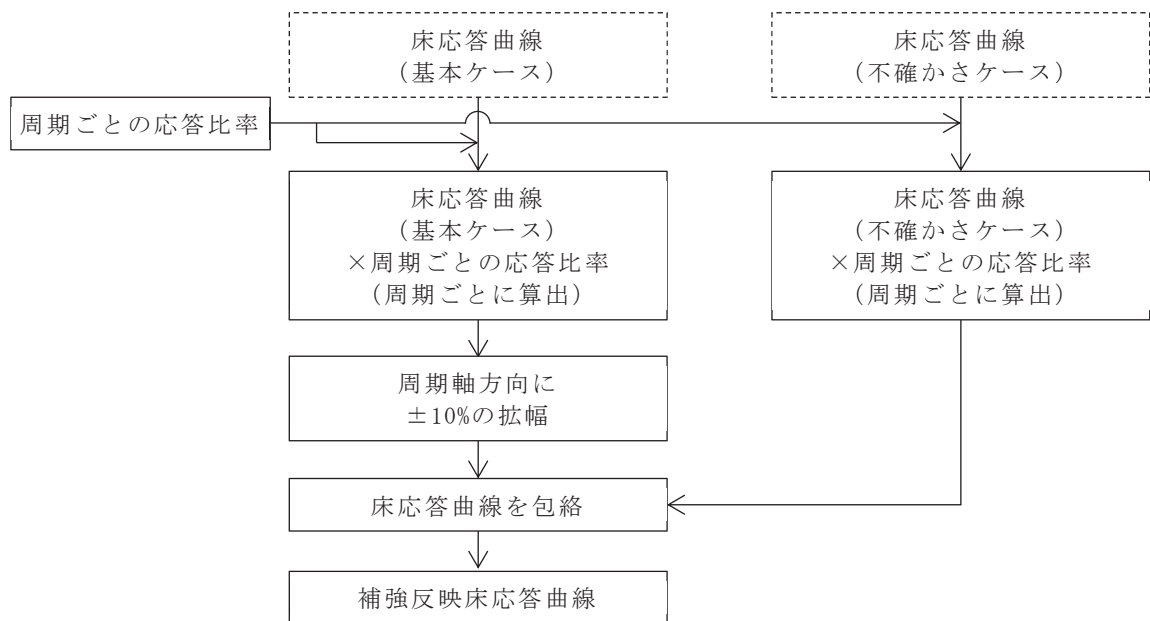 床応答曲線
（基本ケース）
床応答曲線
（不確かさケース）
周期ごとの応答比率
床応答曲線
（基本ケース）
×周期ごとの応答比率
（周期ごとに算出）
床応答曲線
（不確かさケース）
×周期ごとの応答比率
（周期ごとに算出）
周期軸方向に
±10%の拡幅
床応答曲線を包絡
補強反映床応答曲線